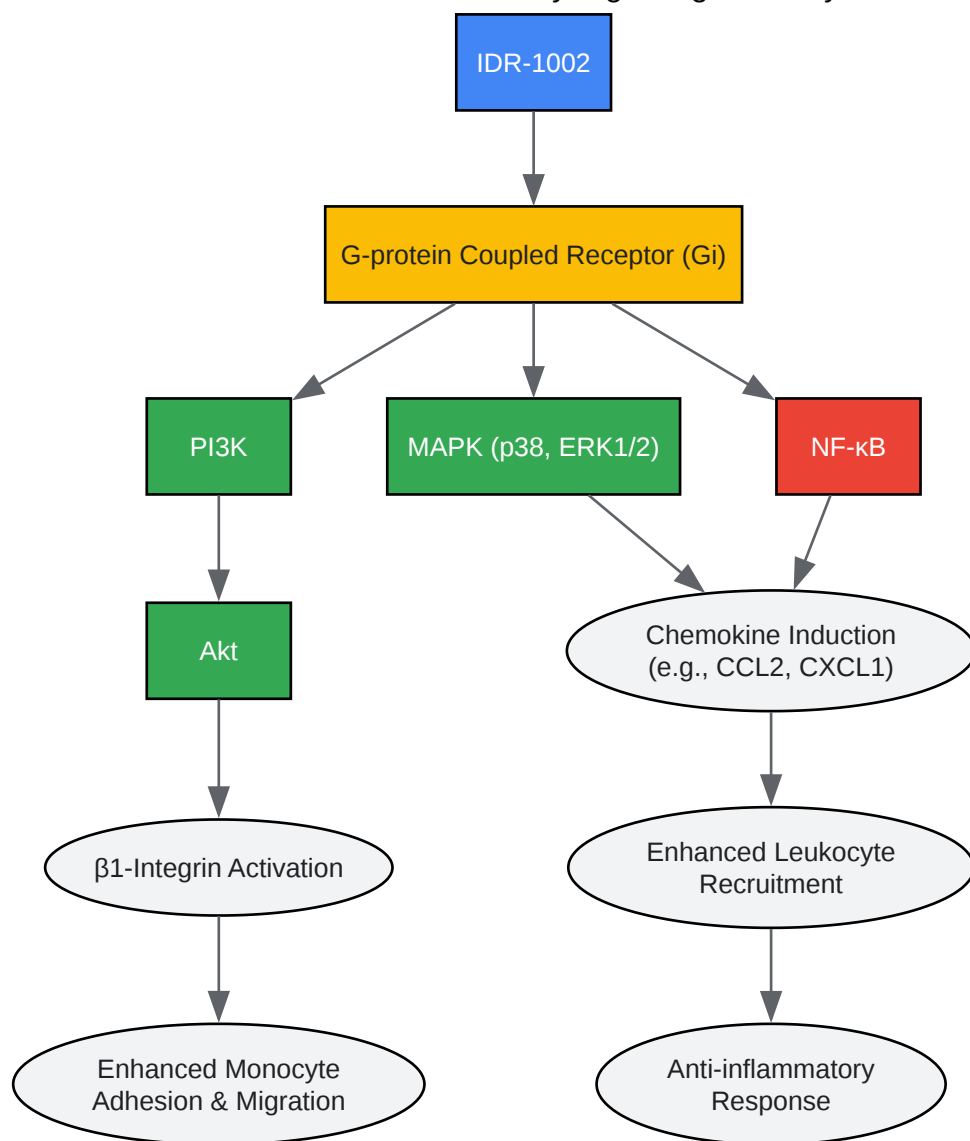 IDR-1002
G-protein Coupled Receptor (Gi)
PI3K
MAPK (p38, ERK1/2)
NF-κB
Akt
Chemokine Induction
(e.g., CCL2, CXCL1)
β1-Integrin Activation
Enhanced Leukocyte
Recruitment
Enhanced Monocyte
Adhesion & Migration
Anti-inflammatory
Response